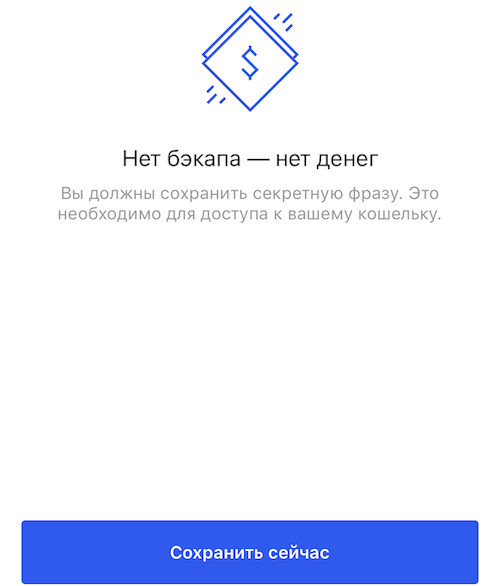 $
Нет бэкапа — нет денег
Вы должны сохранить секретную фразу. Это
необходимо для доступа к вашему кошельку.
Сохранить сейчас